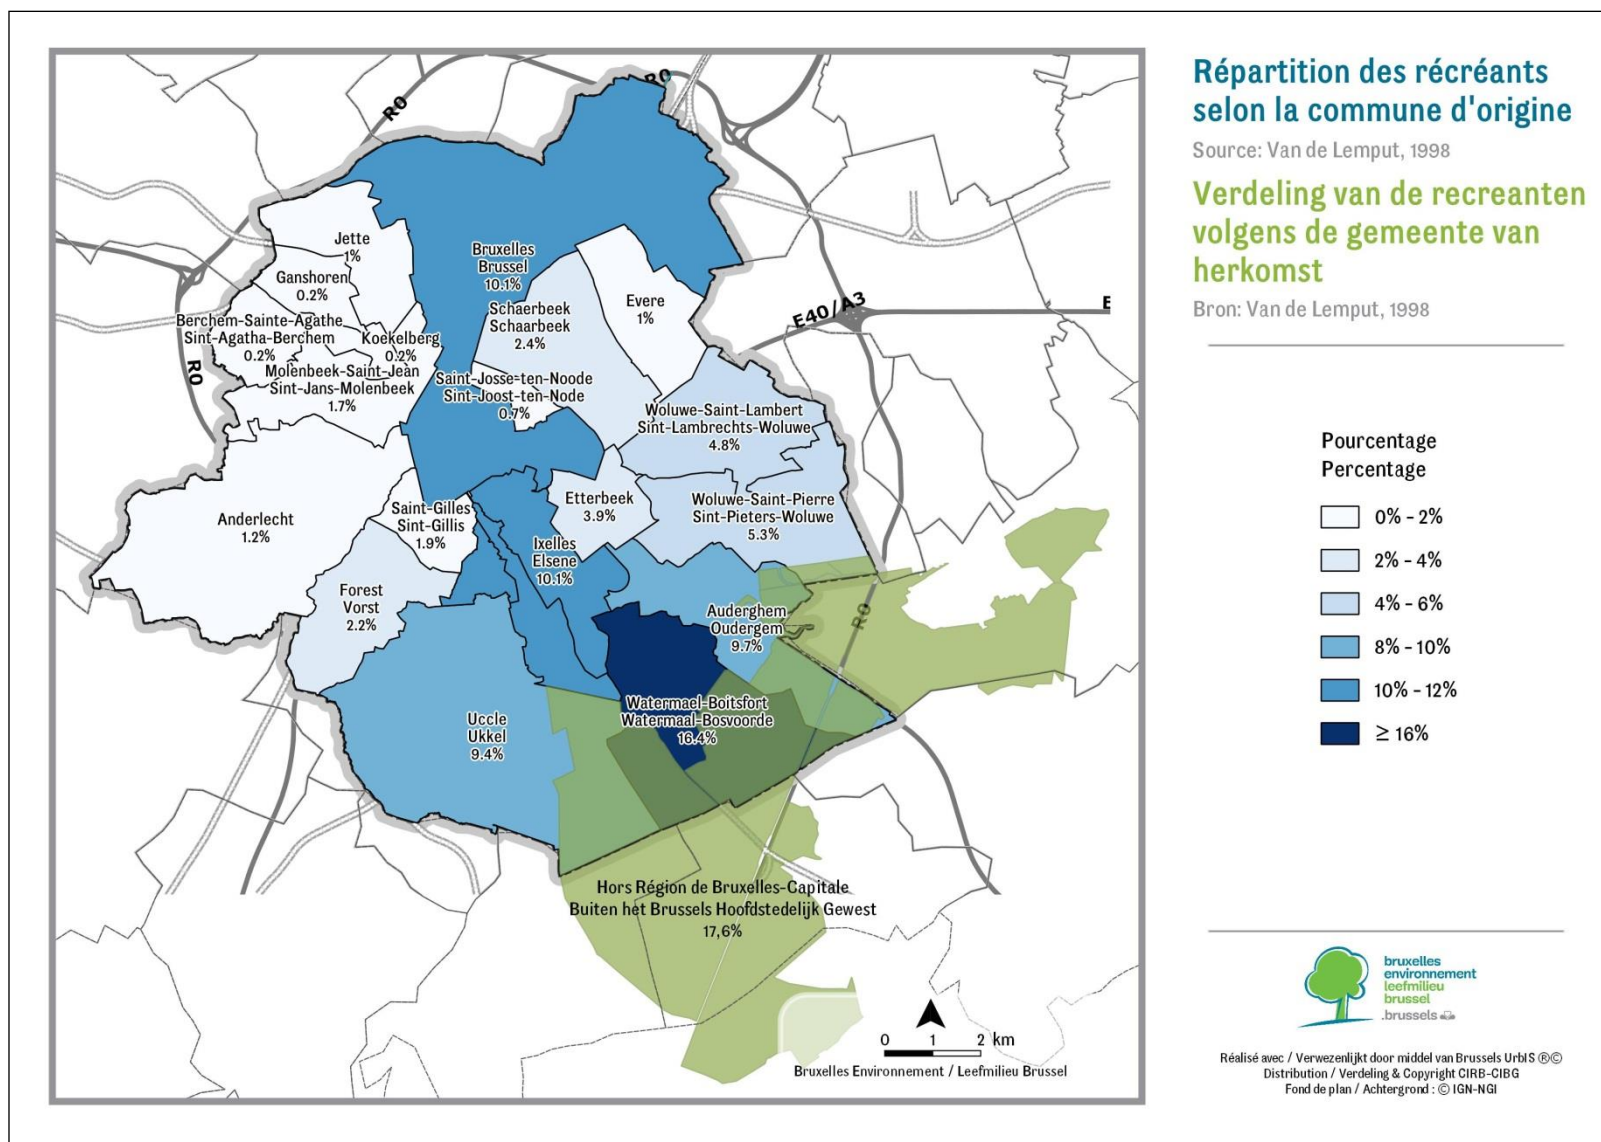 Répartition des récréants
selon la commune d'origine
Source: Van de Lemput, 1998
Verdeling van de recreanten
volgens de gemeente van
herkomst
Bron: Van de Lemput, 1998
R0
R0
Jette
1%
Bruxelles
Brussel
10.1%
Ganshoren
0.2%
Evere
1%
E40/A3
E
Schaerbeek
Schaarbeek
2.4%
Berchem-Sainte-Agathe
Sint-Agatha-Berchem
0.2%
Koekelberg
0.2%
R0
Molenbeek-Saint-Jean
Sint-Jans-Molenbeek
1.7%
Saint-Josse-ten-Noode
Sint-Joost-ten-Node
0.7%
Woluwe-Saint-Lambert
Sint-Lambrechts-Woluwe
4.8%
Etterbeek
3.9%
Woluwe-Saint-Pierre
Sint-Pieters-Woluwe
5.3%
Anderlecht
1.2%
Saint-Gilles
Sint-Gillis
1.9%
Ixelles
Elsene
10.1%
Forest
Vorst
2.2%
Auderghem
Oudergem
9.7%
R0
Uccle
Ukkel
9.4%
Watermael-Boitsfort
Watermaal-Bosvoorde
16.4%
Hors Région de Bruxelles-Capitale
Buiten het Brussels Hoofdstedelijk Gewest
17,6%
0 1 2 km
Bruxelles Environnement / Leefmilieu Brussel
Pourcentage
Percentage
0% - 2%
2% - 4%
4% - 6%
8% - 10%
10% - 12%
≥ 16%
bruxelles
environnement
leefmilieu
brussel
.brussels
Réalisé avec / Verwezenlijkt door middel van Brussels UrbIS ®©
Distribution / Verdeling & Copyright CIRB-CIBG
Fond de plan / Achtergrond : © IGN-NGI